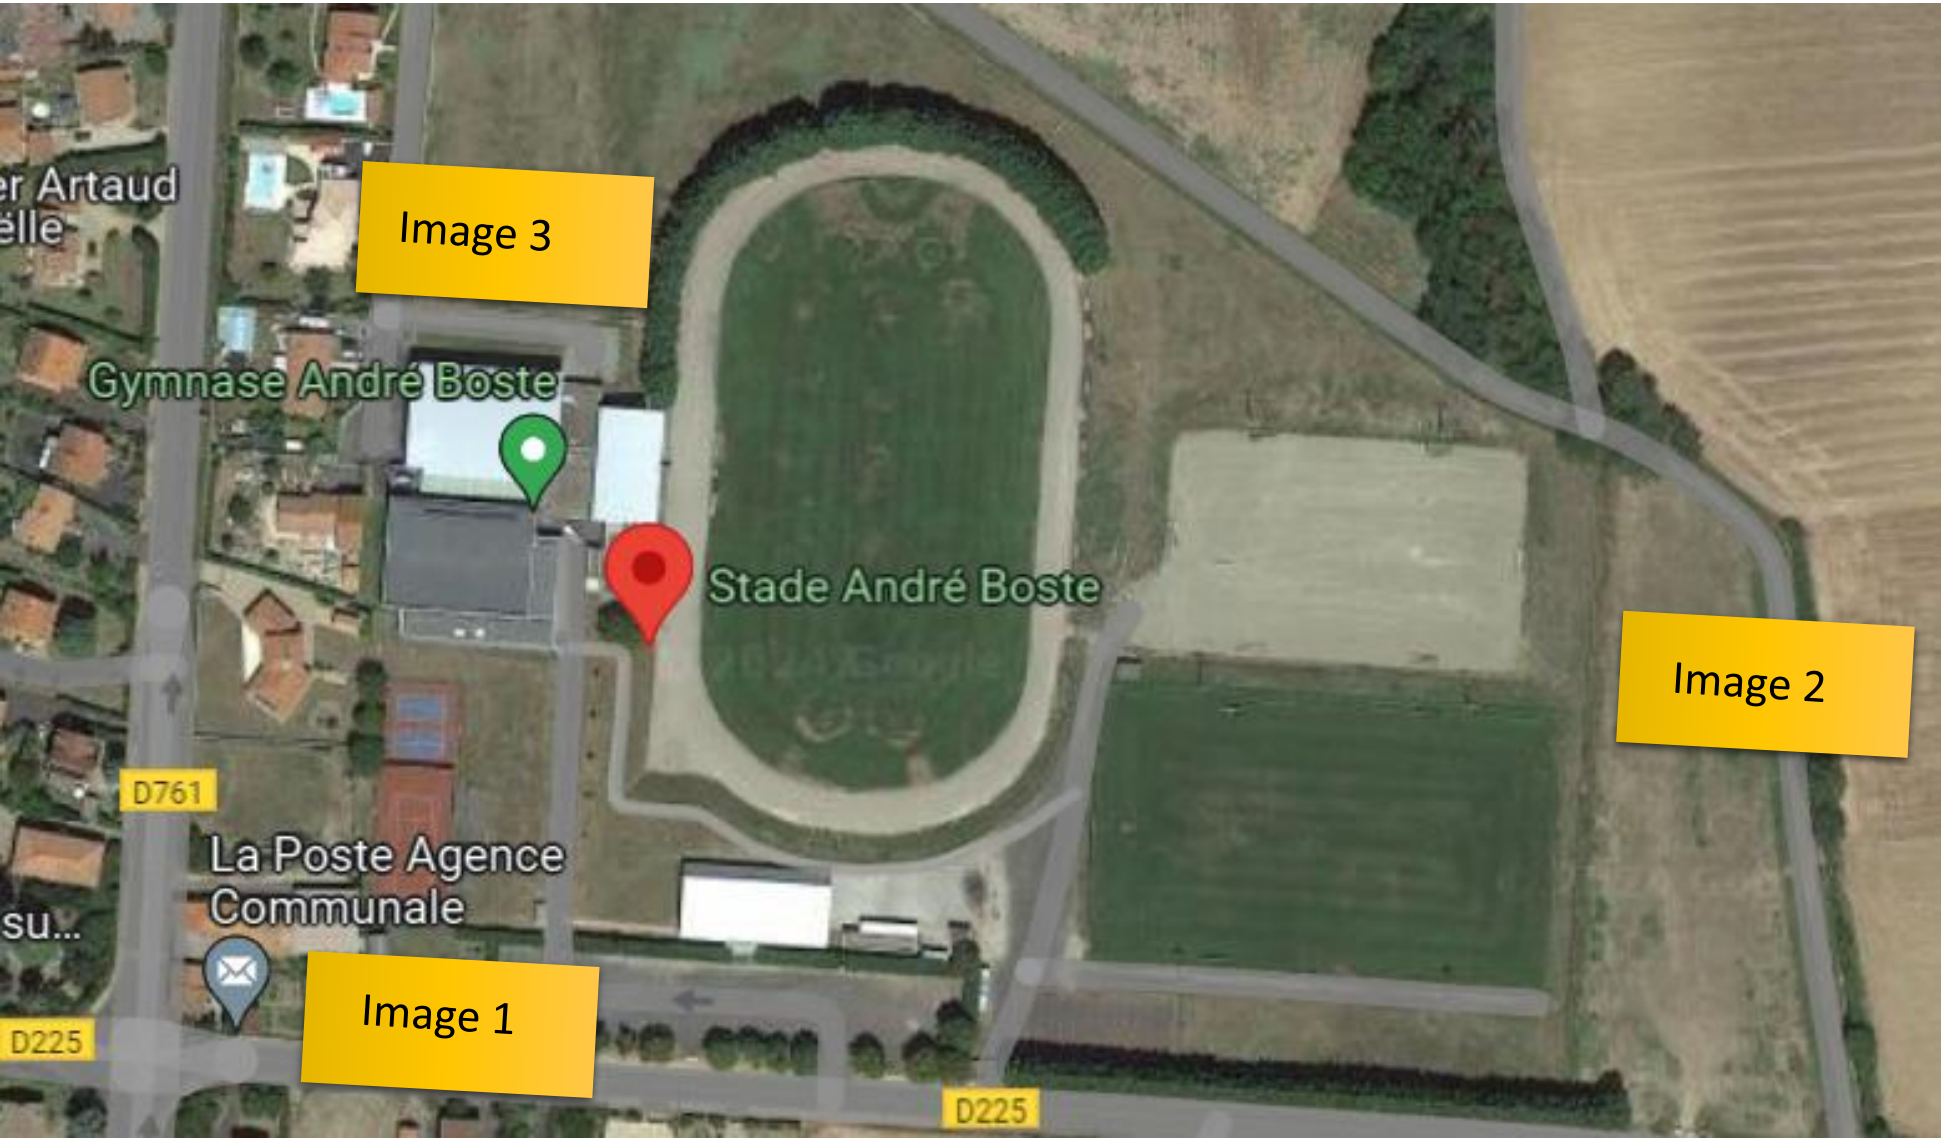 er Artaud
ëlle
Image 3
Gymnase André Boste
Stade André Boste
Image 2
D761
La Poste Agence
Communale
su...
Image 1
D225
D225